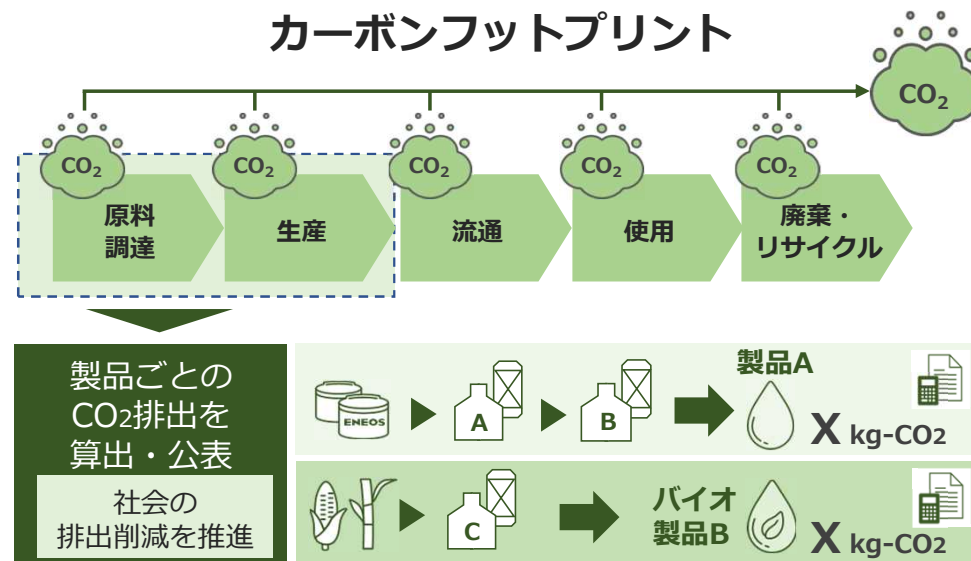 カーボンフットプリント
CO2
CO2
CO2
CO2
CO2
CO2
原料
調達
生産
流通
使用
廃棄・
リサイクル
製品ごとの
CO2排出を
算出・公表
社会の
排出削減を推進
ENEOS
A
B
製品A
X kg-CO2
C
バイオ
製品B
X kg-CO2